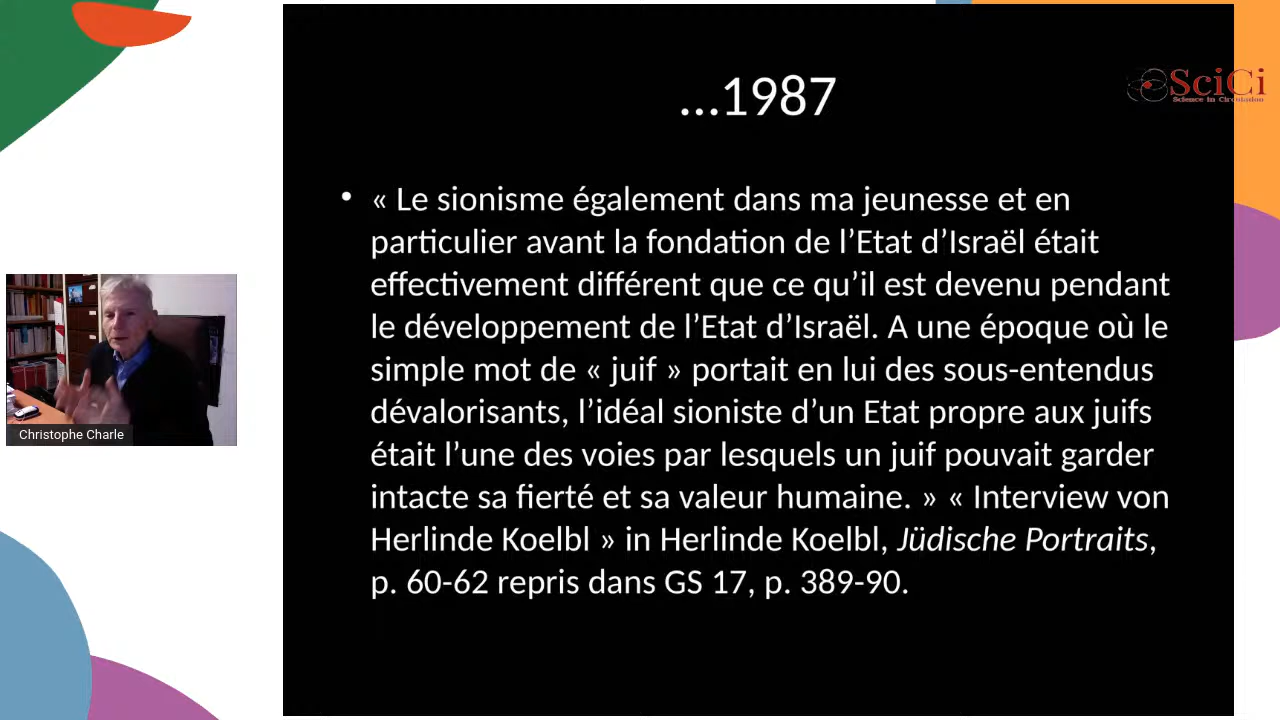 …1987
SciCi
Science in Circulation
• « Le sionisme également dans ma jeunesse et en
particulier avant la fondation de l’Etat d’Israël était
effectivement différent que ce qu’il est devenu pendant
le développement de l’Etat d’Israël. A une époque où le
simple mot de « juif » portait en lui des sous-entendus
dévalorisants, l’idéal sioniste d’un Etat propre aux juifs
était l’une des voies par lesquels un juif pouvait garder
intacte sa fierté et sa valeur humaine. » « Interview von
Herlinde Koelbl » in Herlinde Koelbl, Jüdische Portraits,
p. 60-62 repris dans GS 17, p. 389-90.
Christophe Charle